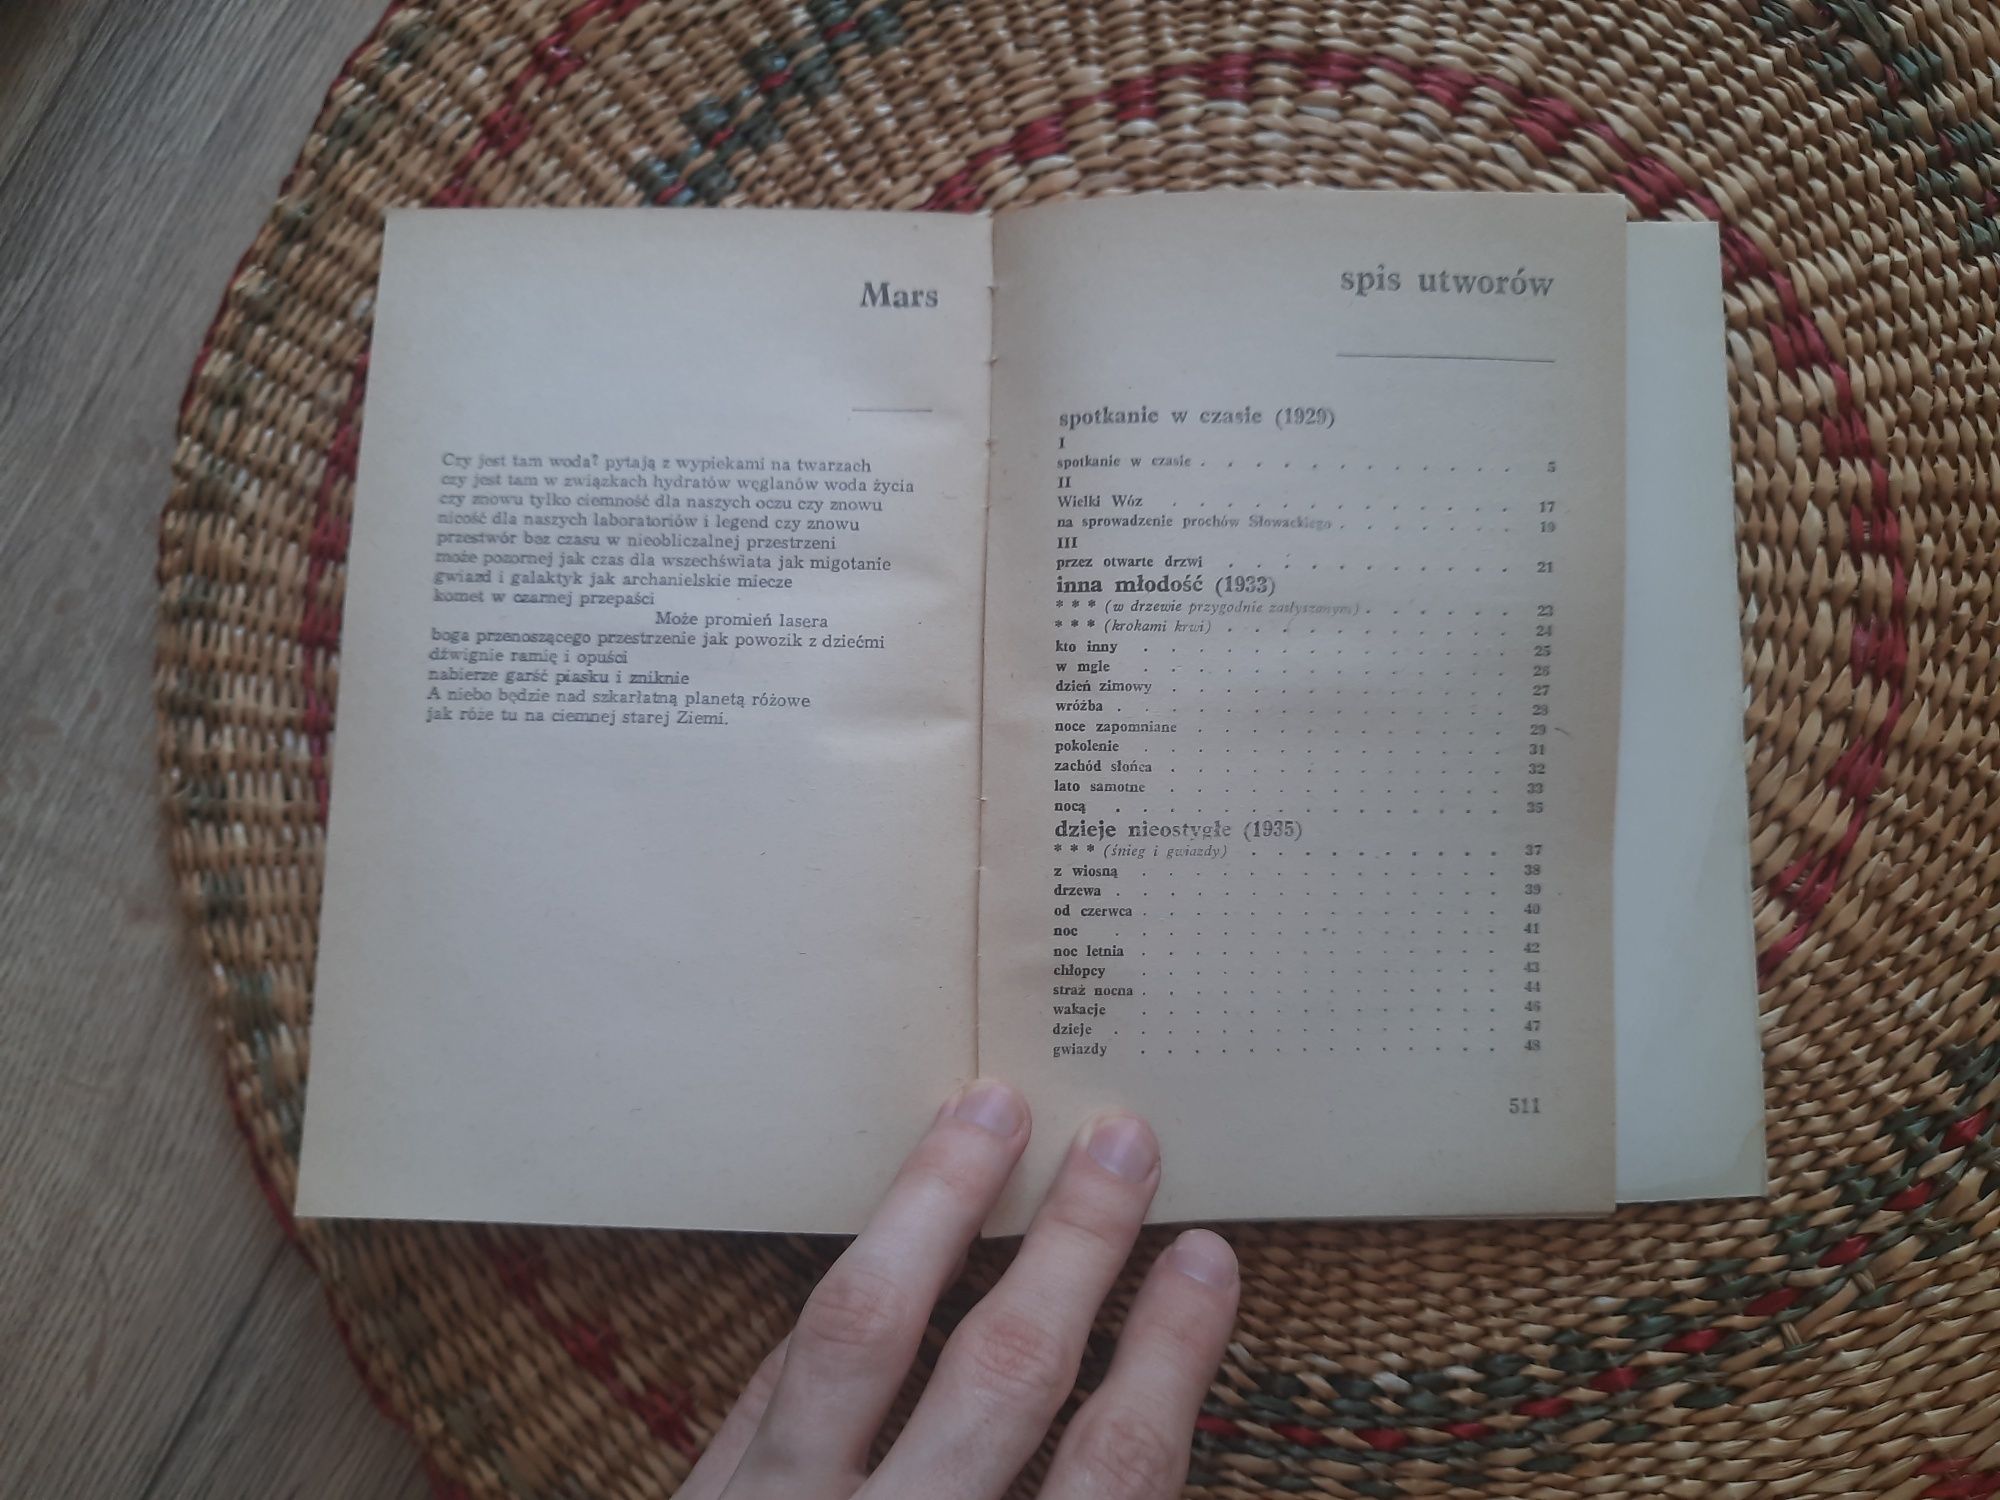 Mars
Czy jest tam woda? pytają z wypiekami na twarzach
czy jest tam w związkach hydratów węglanów woda życia
czy znowu tylko ciemność dla naszych oczu czy znowu
nicość dla naszych laboratoriów i legend czy znowu
przestwór bez czasu w nieobliczalnej przestrzeni
może pozornej jak czas dla wszechświata jak migotanie
gwiazd i galaktyk jak archanielskie miecze
komet w czarnej przepaści
Może promień lasera
boga przenoszącego przestrzenie jak powozik z dziećmi
dźwignie ramię i opuści
nabierze garść piasku i zniknie
A niebo będzie nad szkarłatną planetą różowe
jak róże tu na ciemnej starej Ziemi.
spis utworów
spotkanie w czasie (1929)
I
spotkanie w czasie . . . . . . . . . . . . 5
II
Wielki Wóz . . . . . . . . . . . . . 17
na sprowadzenie prochów Słowackiego . . . . . . . 19
III
przez otwarte drzwi . . . . . . . . . . . 21
inna młodość (1933)
* * * (w drzewie przygodnie zasłyszanym) . . . . . . 23
* * * (krokami krwi) . . . . . . . . . . . 24
kto inny . . . . . . . . . . . . . . 25
w mgle . . . . . . . . . . . . . . 26
dzień zimowy . . . . . . . . . . . . . 27
wróżba . . . . . . . . . . . . . . . 28
noce zapomniane . . . . . . . . . . . . 29
pokolenie . . . . . . . . . . . . . . 31
zachód słońca . . . . . . . . . . . . . 32
lato samotne . . . . . . . . . . . . . 33
nocą . . . . . . . . . . . . . . . 35
dzieje nieostygłe (1935)
* * * (śnieg i gwiazdy) . . . . . . . . . . 37
z wiosną . . . . . . . . . . . . . . 38
drzewa . . . . . . . . . . . . . . . 39
od czerwca . . . . . . . . . . . . . . 40
noc . . . . . . . . . . . . . . . 41
noc letnia . . . . . . . . . . . . . . 42
chłopcy . . . . . . . . . . . . . . 43
straż nocna . . . . . . . . . . . . . . 44
wakacje . . . . . . . . . . . . . . 46
dzieje . . . . . . . . . . . . . . . 47
gwiazdy . . . . . . . . . . . . . . 48
511